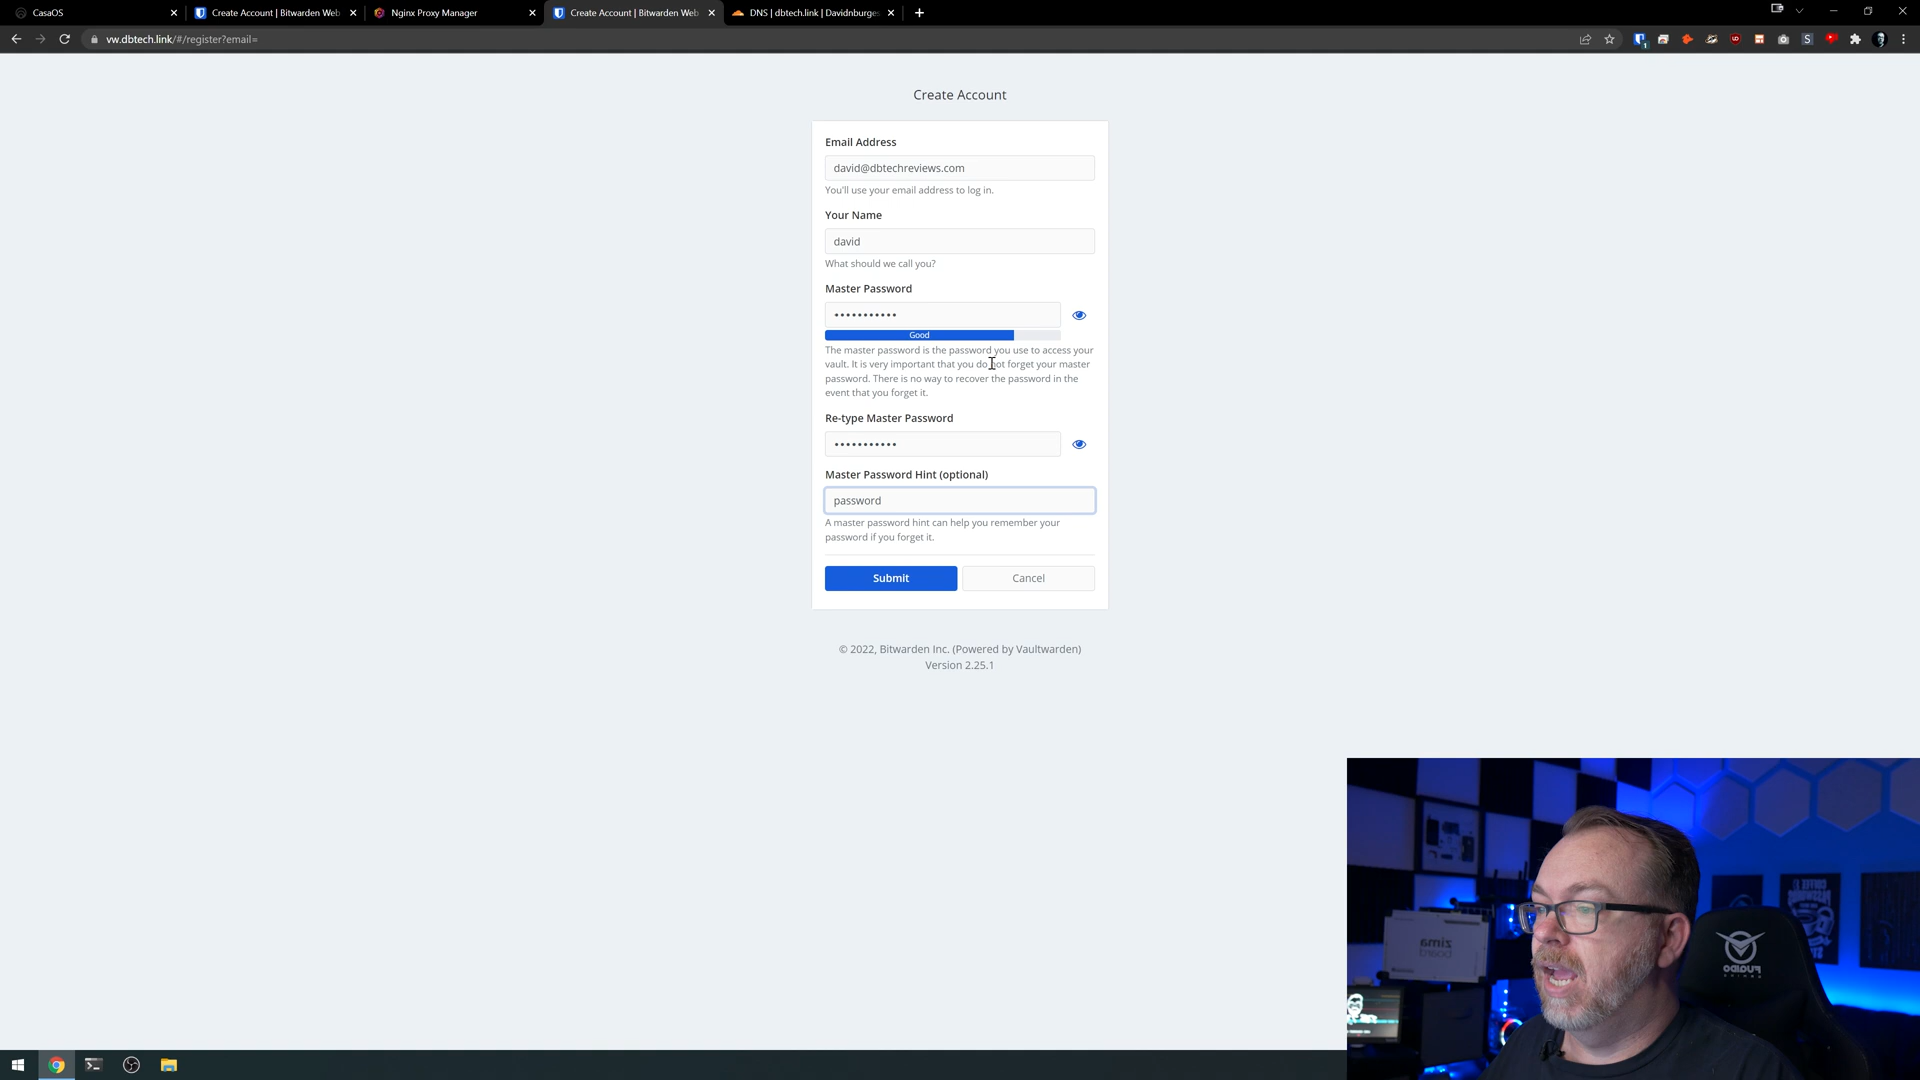 CasaOS
Create Account | Bitwarden Web
Nginx Proxy Manager
Create Account | Bitwarden Web
DNS | dbtech.link | Davidnburges
vw.dbtech.link/#/register?email=
Create Account
Email Address
david@dbtechreviews.com
You'll use your email address to log in.
Your Name
david
What should we call you?
Master Password
•••••••••••
Good
The master password is the password you use to access your
vault. It is very important that you do not forget your master
password. There is no way to recover the password in the
event that you forget it.
Re-type Master Password
•••••••••••
Master Password Hint (optional)
password
A master password hint can help you remember your
password if you forget it.
Submit
Cancel
© 2022, Bitwarden Inc. (Powered by Vaultwarden)
Version 2.25.1
zima
board